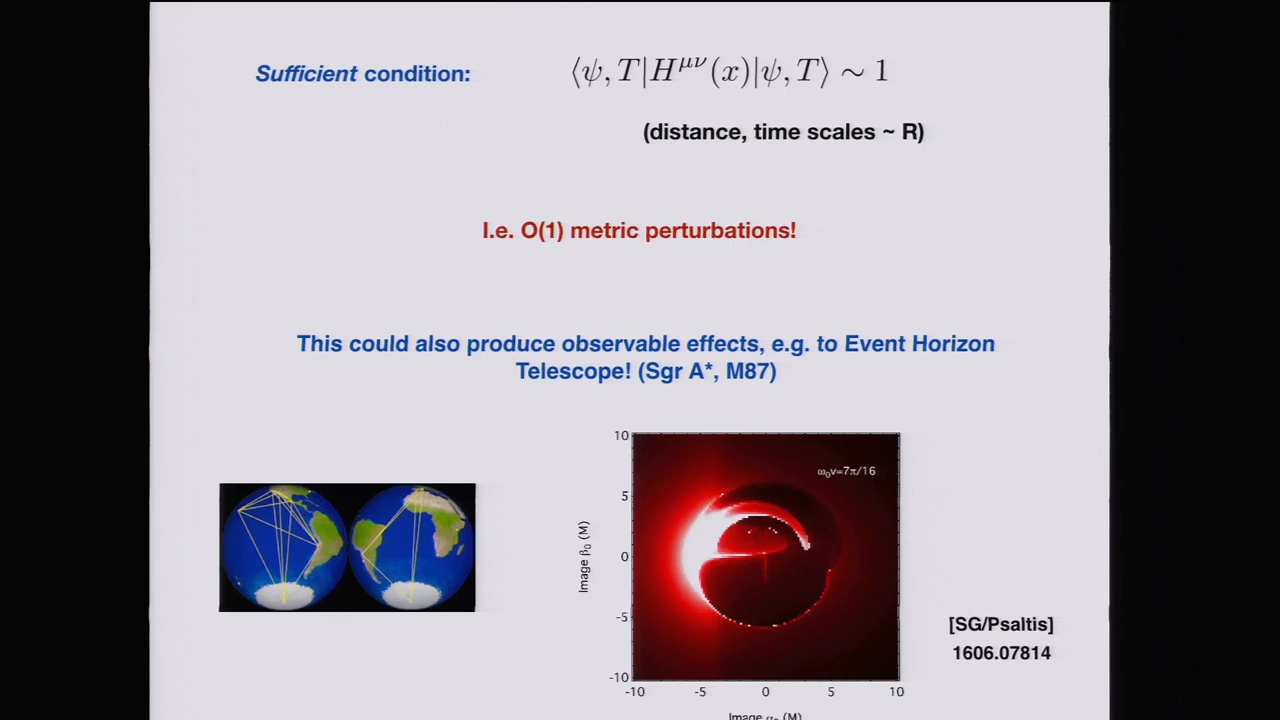 Sufficient condition: ⟨ψ, T|H^{μν}(x)|ψ, T⟩ ∼ 1
(distance, time scales ~ R)
I.e. O(1) metric perturbations!
This could also produce observable effects, e.g. to Event Horizon
Telescope! (Sgr A*, M87)
10
ω₀v=7π/16
5
Image β₀ (M)
0
-5
[SG/Psaltis]
1606.07814
-10
-10 -5 0 5 10
Image α₀ (M)